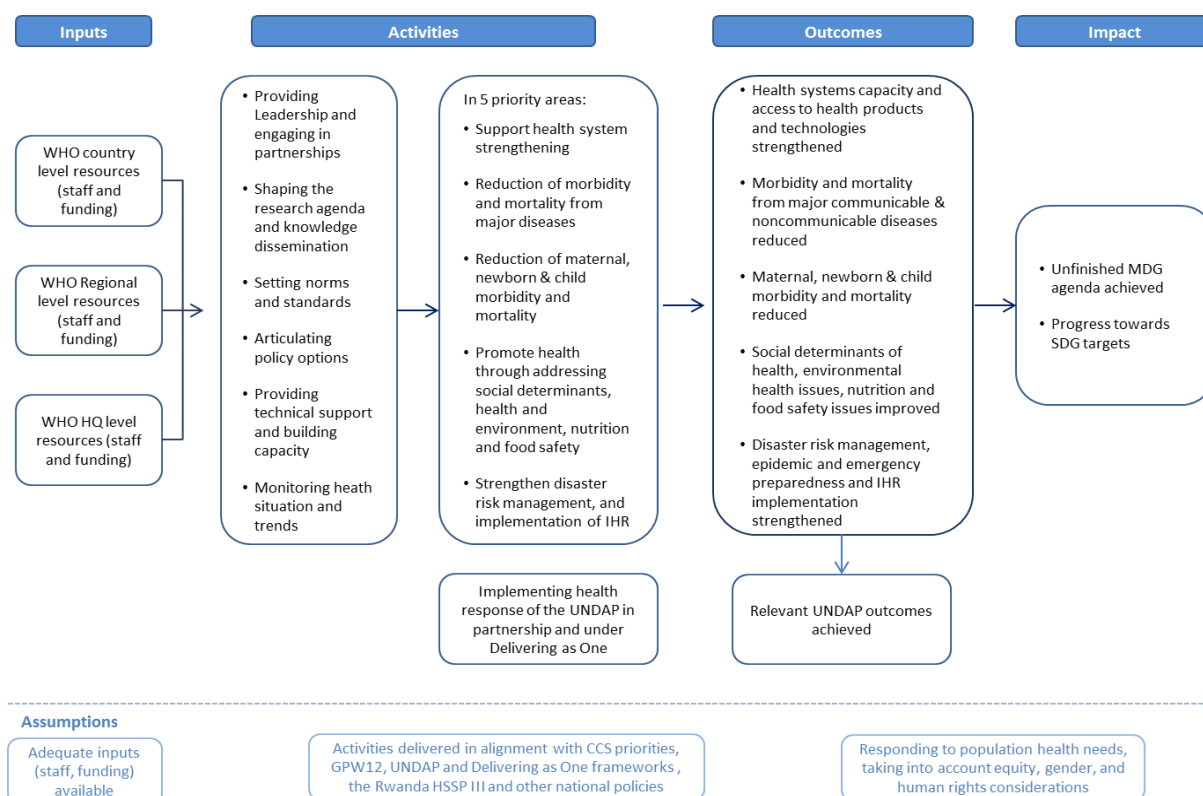 Inputs
Activities
Outcomes
Impact
WHO country
level resources
(staff and
funding)
WHO Regional
level resources
(staff and
funding)
WHO HQ level
resources (staff
and funding)
• Providing
Leadership and
engaging in
partnerships
• Shaping the
research agenda
and knowledge
dissemination
• Setting norms
and standards
• Articulating
policy options
• Providing
technical support
and building
capacity
• Monitoring heath
situation and
trends
In 5 priority areas:
• Support health system
strengthening
• Reduction of morbidity
and mortality from
major diseases
• Reduction of maternal,
newborn & child
morbidity and
mortality
• Promote health
through addressing
social determinants,
health and
environment, nutrition
and food safety
• Strengthen disaster
risk management, and
implementation of IHR
Implementing health
response of the UNDAP in
partnership and under
Delivering as One
• Health systems capacity and
access to health products
and technologies
strengthened
• Morbidity and mortality
from major communicable &
noncommunicable diseases
reduced
• Maternal, newborn & child
morbidity and mortality
reduced
• Social determinants of
health, environmental
health issues, nutrition and
food safety issues improved
• Disaster risk management,
epidemic and emergency
preparedness and IHR
implementation
strengthened
Relevant UNDAP outcomes
achieved
• Unfinished MDG
agenda achieved
• Progress towards
SDG targets
Assumptions
Adequate inputs
(staff, funding)
available
Activities delivered in alignment with CCS priorities,
GPW12, UNDAP and Delivering as One frameworks ,
the Rwanda HSSP III and other national policies
Responding to population health needs,
taking into account equity, gender, and
human rights considerations